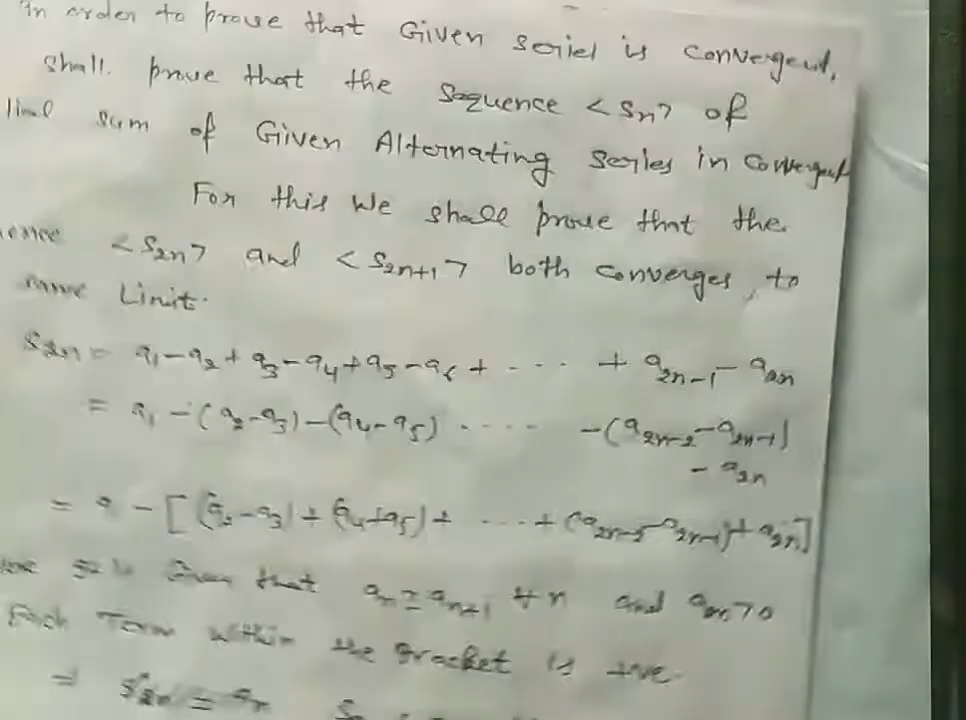 In order to prove that Given series is convergent,
shall prove that the Sequence <Sn> of
sum of Given Alternating Series in Convergent
For this We shall prove that the
<S2n> and <S2n+1> both converges, to
same Limit.
S2n = a1-a2+a3-a4+a5-a6+ --- + a2n-1-a2n
= a1-(a2-a3)-(a4-a5) ---- -(a2n-2-a2n-1)
- a2n
= a-[(a2-a3)+(a4+a5)+ ---+(a2n-2-a2n-1)+a2n]
that an≥an+1 ∀n and an>0
Each Term within the Bracket is +ve
⇒ S2n ≤